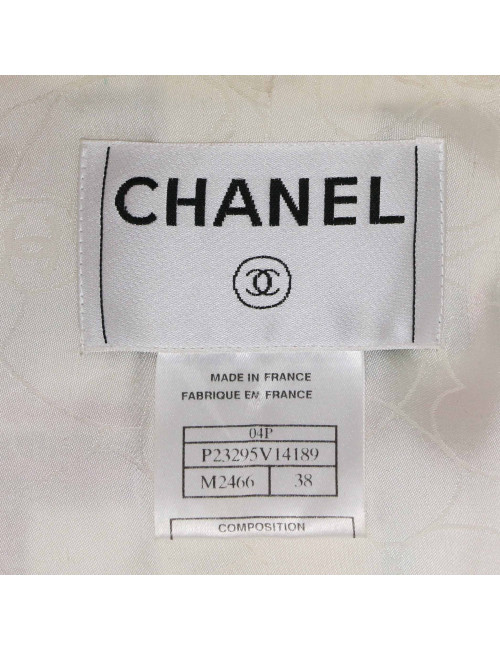 CHANEL
MADE IN FRANCE
FABRIQUE EN FRANCE
04P
P23295V14189
M2466 38
COMPOSITION